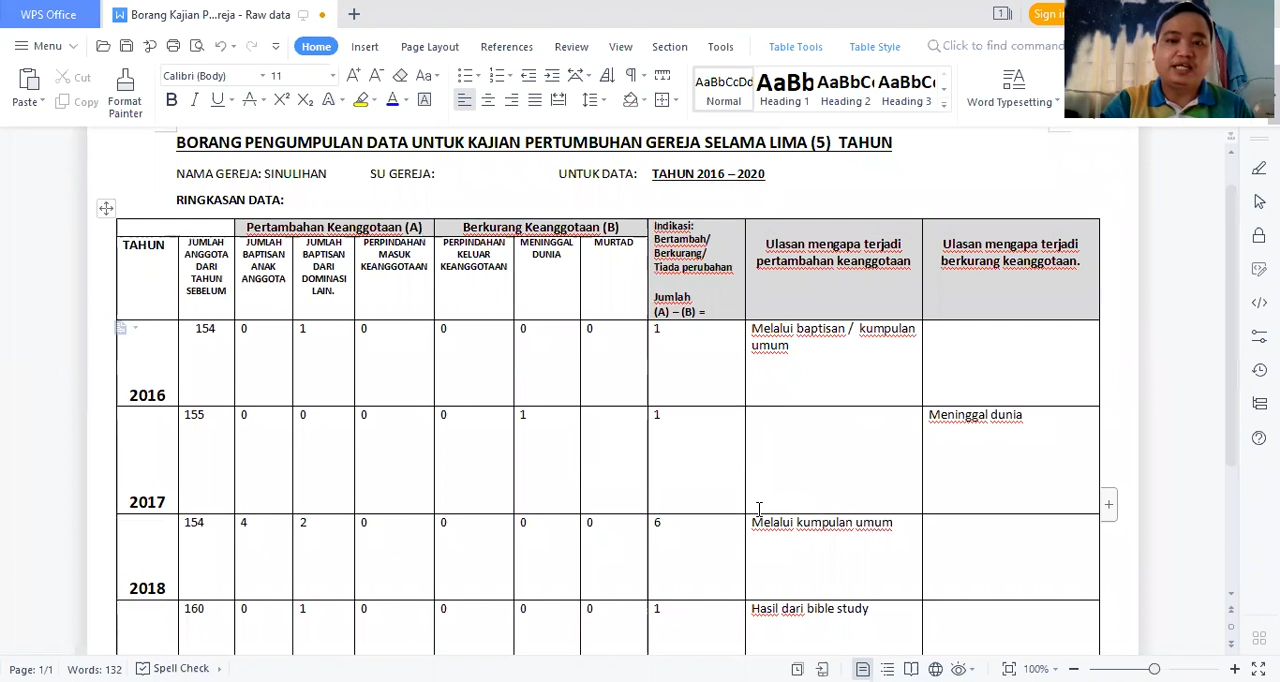 WPS Office
Borang Kajian P...reja - Raw data
1
Sign in
Menu
Home
Insert
Page Layout
References
Review
View
Section
Tools
Table Tools
Table Style
Click to find command
Paste
Cut
Copy
Format
Painter
Calibri (Body)
11
AaBbCcDd
Normal
AaBb
Heading 1
AaBbC
Heading 2
AaBbC
Heading 3
Word Typesetting
BORANG PENGUMPULAN DATA UNTUK KAJIAN PERTUMBUHAN GEREJA SELAMA LIMA (5) TAHUN
NAMA GEREJA: SINULIHAN SU GEREJA: UNTUK DATA: TAHUN 2016 – 2020
RINGKASAN DATA:
TAHUN
JUMLAH
ANGGOTA
DARI
TAHUN
SEBELUM
Pertambahan Keanggotaan (A)
JUMLAH
BAPTISAN
ANAK
ANGGOTA
JUMLAH
BAPTISAN
DARI
DOMINASI
LAIN.
PERPINDAHAN
MASUK
KEANGGOTAAN
Berkurang Keanggotaan (B)
PERPINDAHAN
KELUAR
KEANGGOTAAN
MENINGGAL
DUNIA
MURTAD
Indikasi:
Bertambah/
Berkurang/
Tiada perubahan
Jumlah
(A) – (B) =
Ulasan mengapa terjadi
pertambahan keanggotaan
Ulasan mengapa terjadi
berkurang keanggotaan.
2016
154 0 1 0 0 0 0 1
Melalui baptisan / kumpulan
umum
2017
155 0 0 0 0 1 1
Meninggal dunia
2018
154 4 2 0 0 0 0 6
Melalui kumpulan umum
160 0 1 0 0 0 0 1
Hasil dari bible study
Page: 1/1
Words: 132
Spell Check
100%